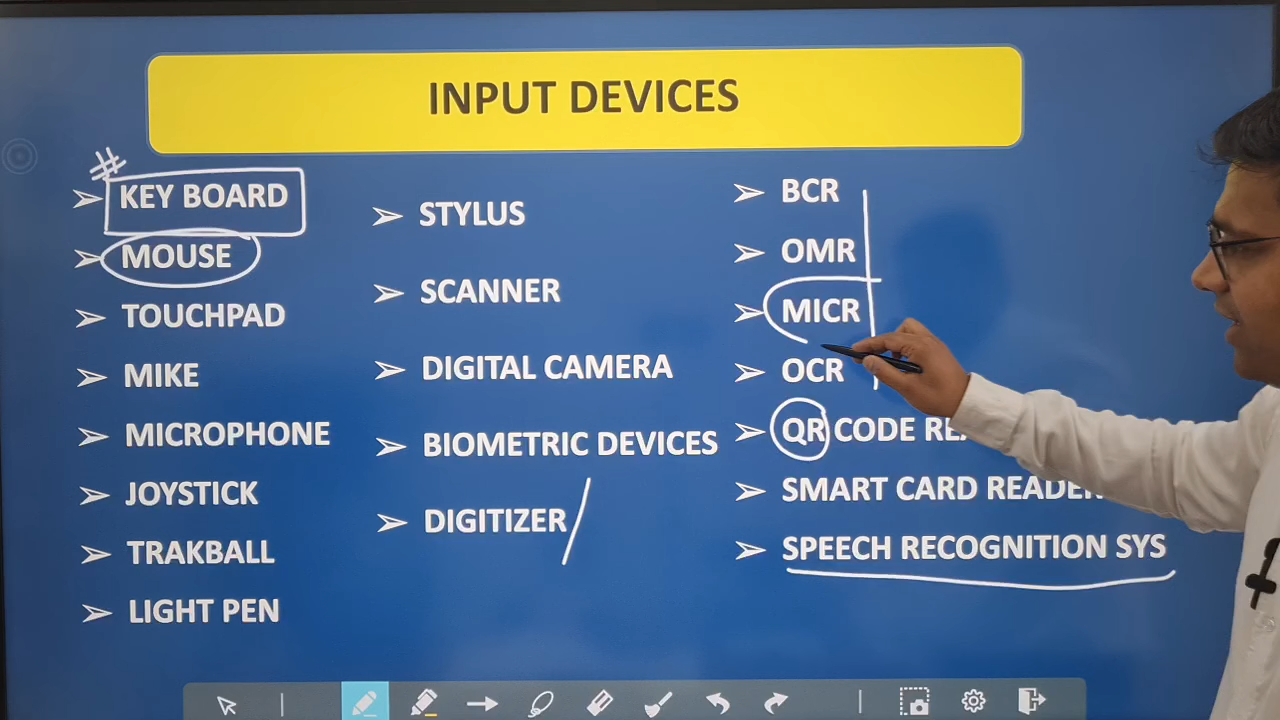 INPUT DEVICES
#
KEY BOARD
MOUSE
TOUCHPAD
MIKE
MICROPHONE
JOYSTICK
TRAKBALL
LIGHT PEN
STYLUS
SCANNER
DIGITAL CAMERA
BIOMETRIC DEVICES
DIGITIZER
BCR
OMR
MICR
OCR
QR CODE
SMART CARD READER
SPEECH RECOGNITION SYS